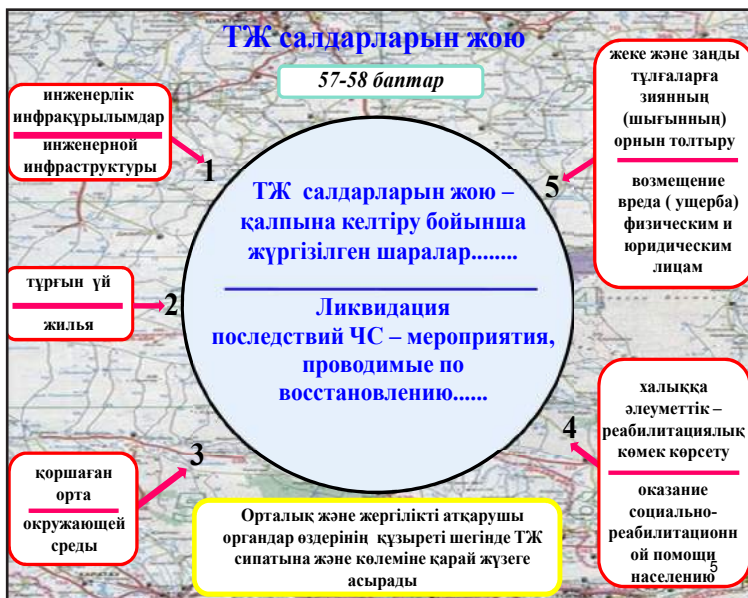 ТЖ салдарларын жою
57-58 баптар
инженерлік
инфрақұрылымдар
инженерной
инфраструктуры
1
тұрғын үй
жилья
2
қоршаған
орта
окружающей
среды
3
ТЖ салдарларын жою –
қалпына келтіру бойынша
жүргізілген шаралар........
Ликвидация
последствий ЧС – мероприятия,
проводимые по
восстановлению......
жеке және заңды
тұлғаларға
зиянның
(шығынның)
орнын толтыру
возмещение
вреда ( ущерба)
физическим и
юридическим
лицам
5
халыққа
әлеуметтік –
реабилитациялық
көмек көрсету
оказание
социально-
реабилитационн
ой помощи
населению
4
Орталық және жергілікті атқарушы
органдар өздерінің құзыреті шегінде ТЖ
сипатына және көлеміне қарай жүзеге
асырады
5